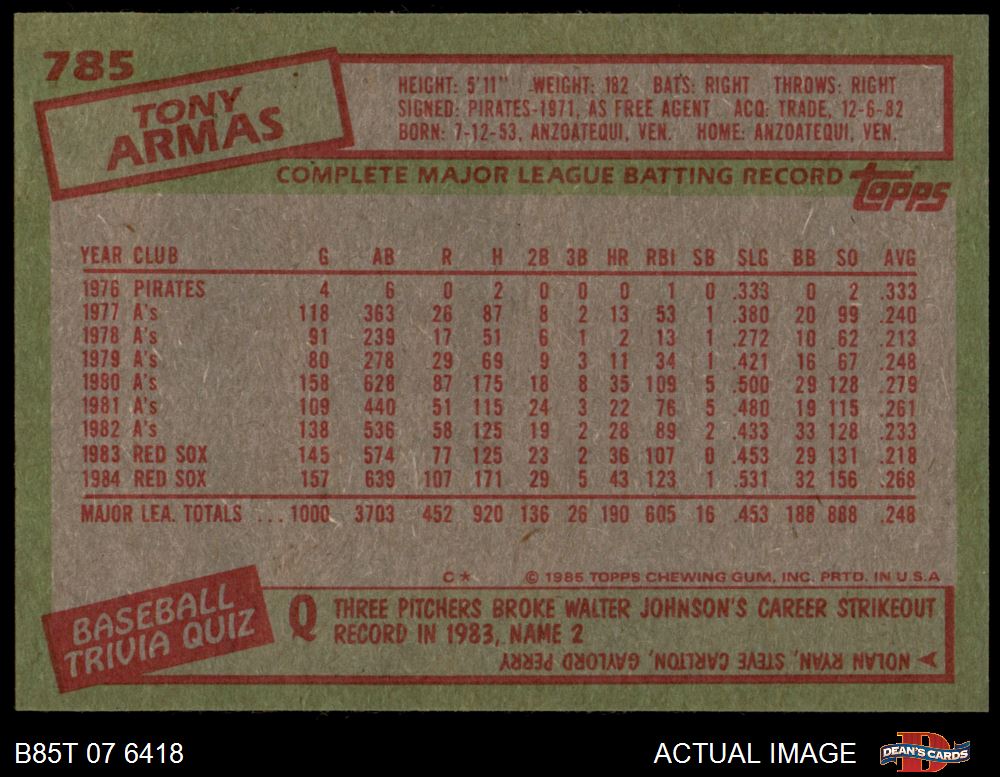 785
TONY
ARMAS
HEIGHT: 5'11" WEIGHT: 182 BATS: RIGHT THROWS: RIGHT
SIGNED: PIRATES-1971, AS FREE AGENT ACQ: TRADE, 12-6-82
BORN: 7-12-53, ANZOATEQUI, VEN. HOME: ANZOATEQUI, VEN.
COMPLETE MAJOR LEAGUE BATTING RECORD topps
YEAR CLUB G AB R H 2B 3B HR RBI SB SLG BB SO AVG
1976 PIRATES 4 6 0 2 0 0 0 1 0 .333 0 2 .333
1977 A's 118 363 26 87 8 2 13 53 1 .380 20 99 .240
1978 A's 91 239 17 51 6 1 2 13 1 .272 10 62 .213
1979 A's 80 278 29 69 9 3 11 34 1 .421 16 67 .248
1980 A's 158 628 87 175 18 8 35 109 5 .500 29 128 .279
1981 A's 109 440 51 115 24 3 22 76 5 .480 19 115 .261
1982 A's 138 536 58 125 19 2 28 89 2 .433 33 128 .233
1983 RED SOX 145 574 77 125 23 2 36 107 0 .453 29 131 .218
1984 RED SOX 157 639 107 171 29 5 43 123 1 .531 32 156 .268
MAJOR LEA. TOTALS ... 1000 3703 452 920 136 26 190 605 16 .453 188 888 .248
C* © 1985 TOPPS CHEWING GUM, INC. PRTD. IN U.S.A
BASEBALL
TRIVIA QUIZ
Q THREE PITCHERS BROKE WALTER JOHNSON'S CAREER STRIKEOUT
RECORD IN 1983, NAME 2
NOLAN RYAN, STEVE CARLTON, GAYLORD PERRY
B85T 07 6418 ACTUAL IMAGE D DEAN'S CARDS